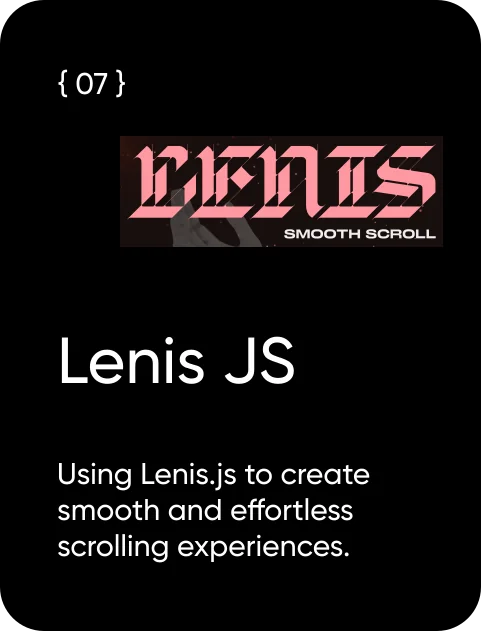 { 07 }
LENIS
SMOOTH SCROLL
Lenis JS
Using Lenis.js to create
smooth and effortless
scrolling experiences.